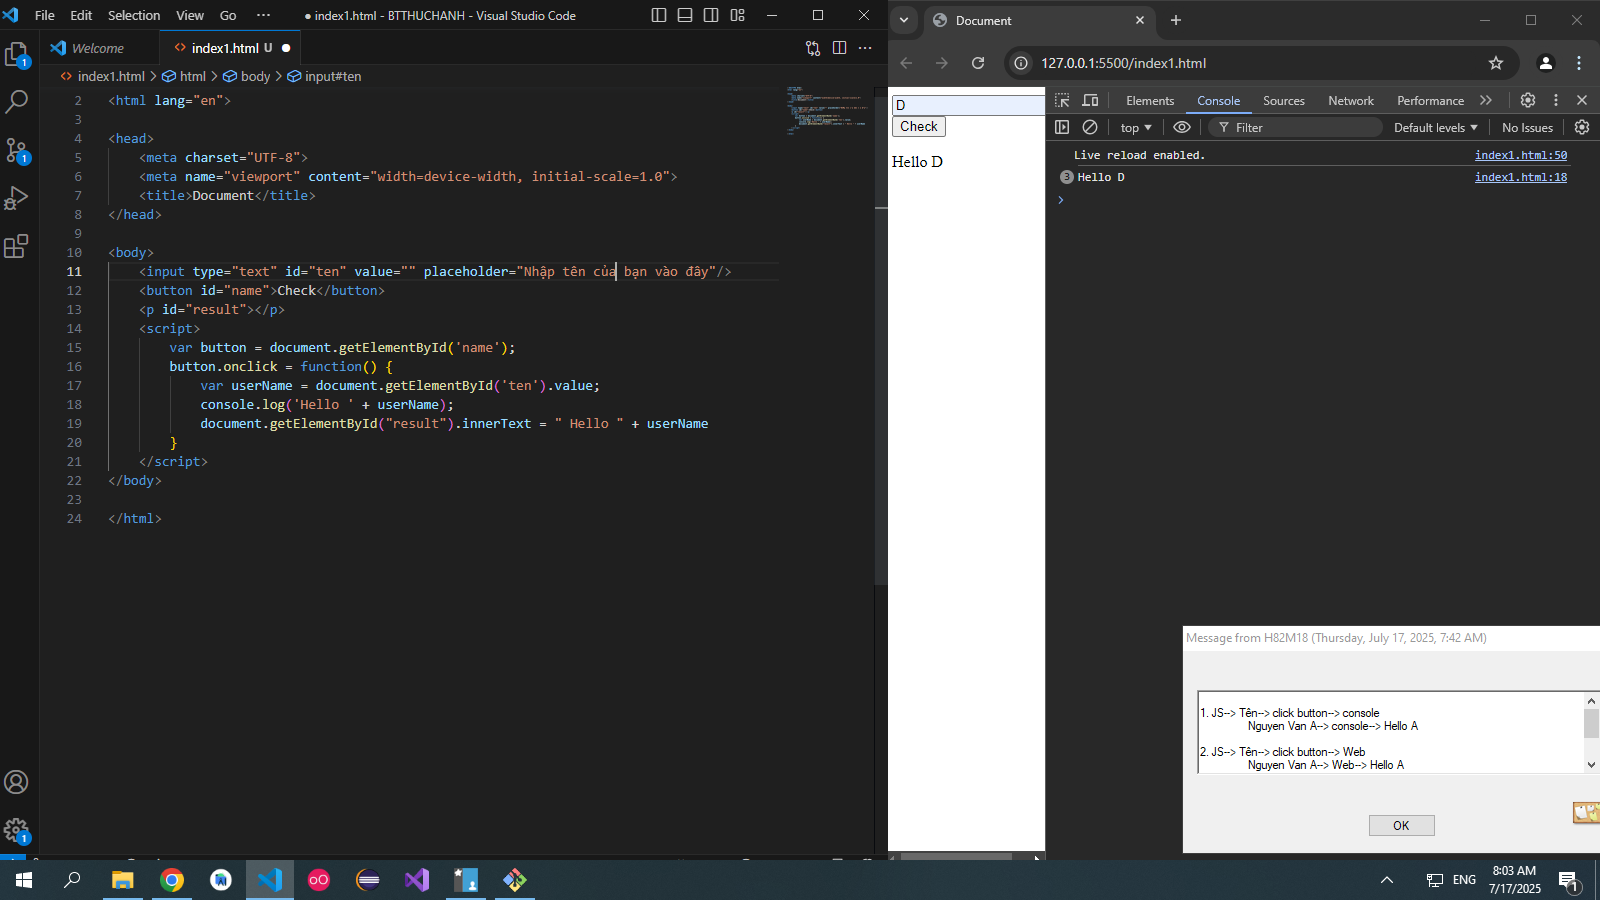 File Edit Selection View Go ··· ● index1.html - BTTHUCHANH - Visual Studio Code
Welcome
index1.html U ●
index1.html > html > body > input#ten
2 <html lang="en">
3
4 <head>
5 <meta charset="UTF-8">
6 <meta name="viewport" content="width=device-width, initial-scale=1.0">
7 <title>Document</title>
8 </head>
9
10 <body>
11 <input type="text" id="ten" value="" placeholder="Nhập tên của bạn vào đây"/>
12 <button id="name">Check</button>
13 <p id="result"></p>
14 <script>
15 var button = document.getElementById('name');
16 button.onclick = function() {
17 var userName = document.getElementById('ten').value;
18 console.log('Hello ' + userName);
19 document.getElementById("result").innerText = " Hello " + userName
20 }
21 </script>
22 </body>
23
24 </html>
1
1
1
Document
127.0.0.1:5500/index1.html
D
Check
Hello D
Elements Console Sources Network Performance
top Filter Default levels No Issues
Live reload enabled. index1.html:50
3 Hello D index1.html:18
Message from H82M18 (Thursday, July 17, 2025, 7:42 AM)
1. JS--> Tên--> click button--> console
Nguyen Van A--> console--> Hello A
2. JS--> Tên--> click button--> Web
Nguyen Van A--> Web--> Hello A
OK
ENG
8:03 AM
7/17/2025
1